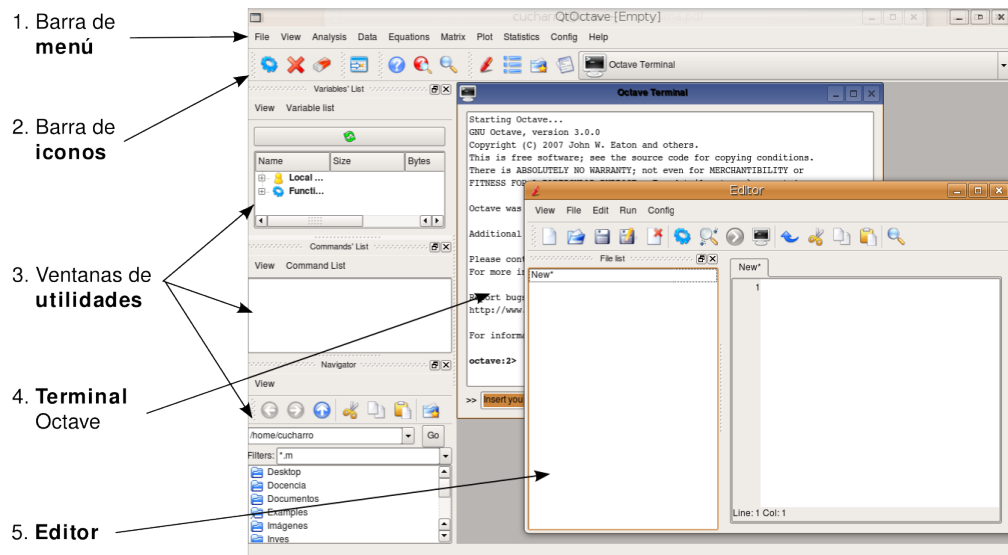 1. Barra de
menú
2. Barra de
iconos
3. Ventanas de
utilidades
4. Terminal
Octave
5. Editor
QtOctave [Empty]
File View Analysis Data Equations Matrix Plot Statistics Config Help
Octave Terminal
Variables' List
View Variable list
Name Size Bytes
Local ...
Functi...
Commands' List
View Command List
Navigator
View
/home/cucharro
Go
Filters: *.m
Desktop
Docencia
Documentos
Examples
Imágenes
Inves
Octave Terminal
Starting Octave...
GNU Octave, version 3.0.0
Copyright (C) 2007 John W. Eaton and others.
This is free software; see the source code for copying conditions.
There is ABSOLUTELY NO WARRANTY; not even for MERCHANTIBILITY or
FITNESS
Octave was
Additional
Please cont
For more i
Report bugs
http://www.
For informa
octave:2>
>> Insert you
Editor
View File Edit Run Config
File list
New*
New*
1
Line: 1 Col: 1